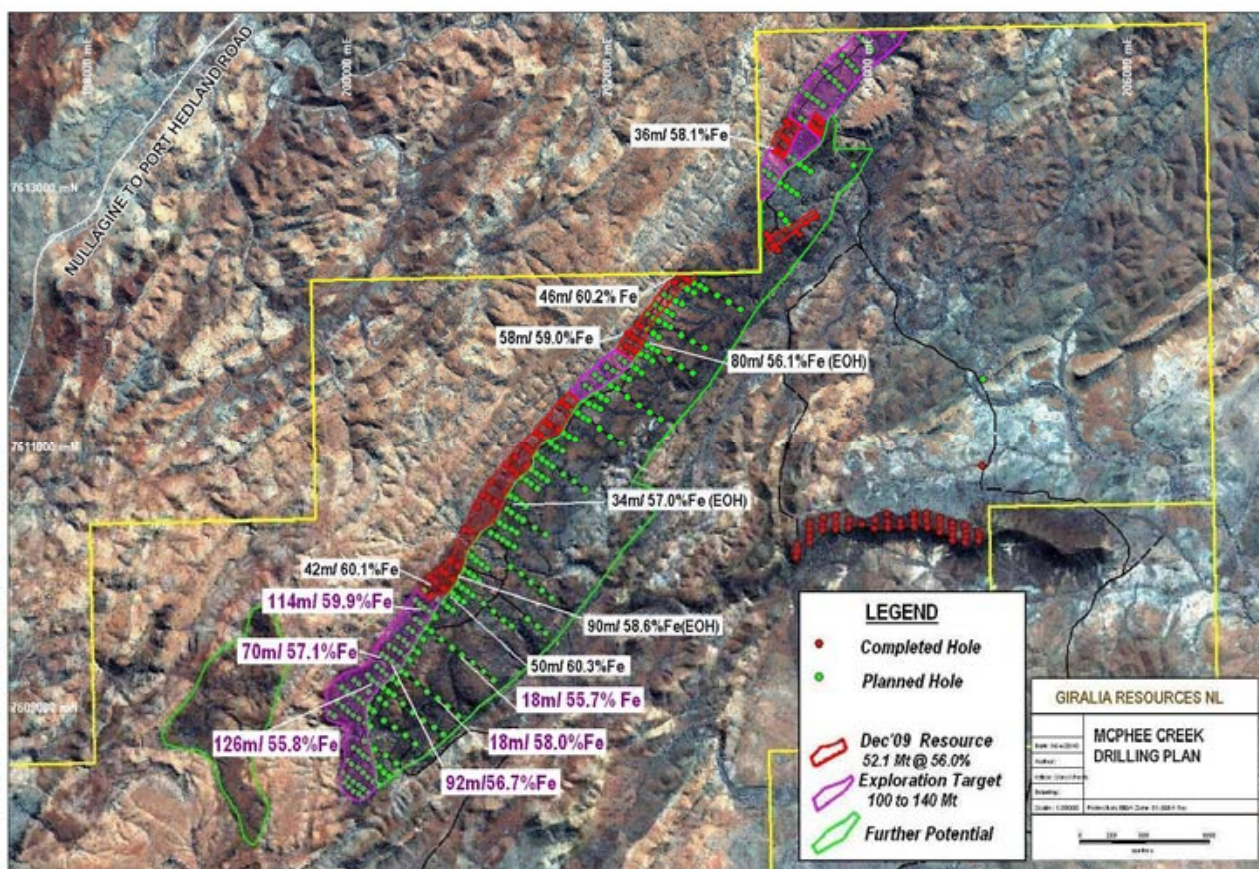 NULLAGINE TO PORT HEDLAND ROAD
7613000 mN
7611000 mN
7609000 mN
36m/ 58.1%Fe
46m/ 60.2% Fe
58m/ 59.0%Fe
80m/ 56.1%Fe (EOH)
34m/ 57.0%Fe (EOH)
42m/ 60.1%Fe
114m/ 59.9%Fe
90m/ 58.6%Fe(EOH)
70m/ 57.1%Fe
50m/ 60.3%Fe
18m/ 55.7% Fe
126m/ 55.8%Fe
18m/ 58.0%Fe
92m/56.7%Fe
LEGEND
Completed Hole
Planned Hole
Dec'09 Resource
52.1 Mt @ 56.0%
Exploration Target
100 to 140 Mt
Further Potential
GIRALIA RESOURCES NL
MCPHEE CREEK
DRILLING PLAN